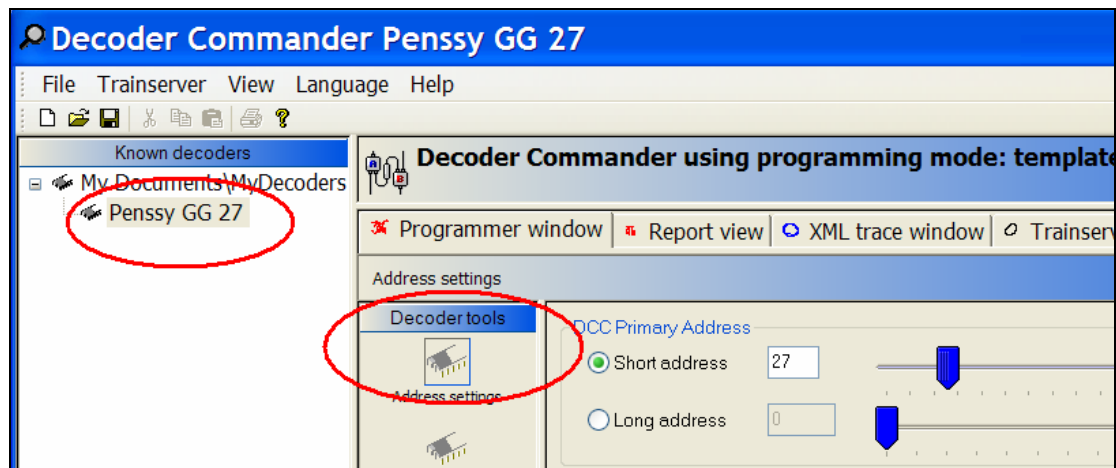 Decoder Commander Penssy GG 27
File Trainserver View Language Help
Known decoders
My Documents\MyDecoders
Penssy GG 27
Decoder Commander using programming mode: template
Programmer window Report view XML trace window Trainserv
Address settings
Decoder tools
Address settings
DCC Primary Address
Short address 27
Long address 0